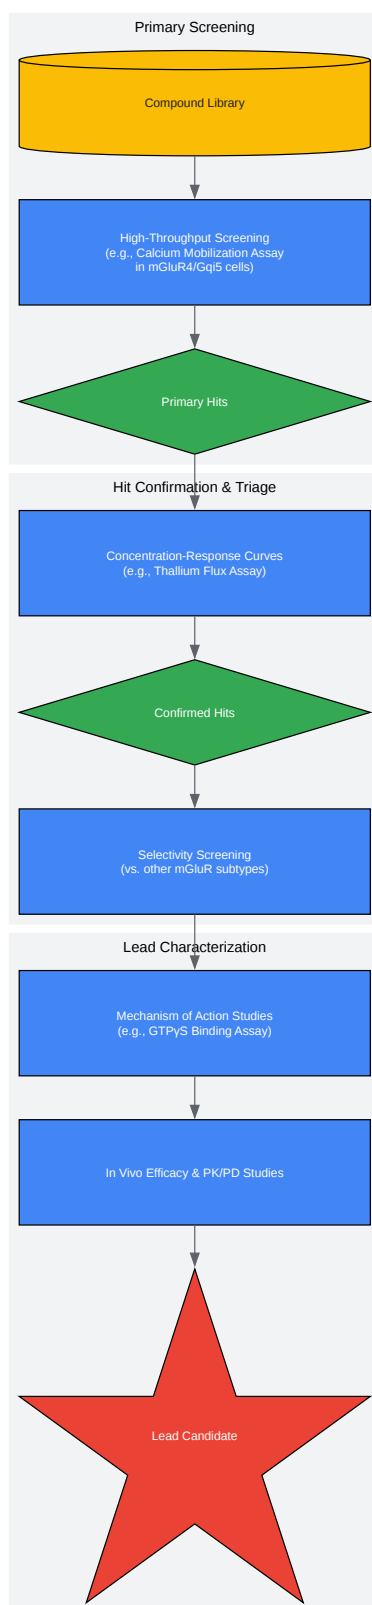 Primary Screening
Compound Library
High-Throughput Screening
(e.g., Calcium Mobilization Assay
in mGluR4/Gqi5 cells)
Primary Hits
Hit Confirmation & Triage
Concentration-Response Curves
(e.g., Thallium Flux Assay)
Confirmed Hits
Selectivity Screening
(vs. other mGluR subtypes)
Lead Characterization
Mechanism of Action Studies
(e.g., GTPγS Binding Assay)
In Vivo Efficacy & PK/PD Studies
Lead Candidate